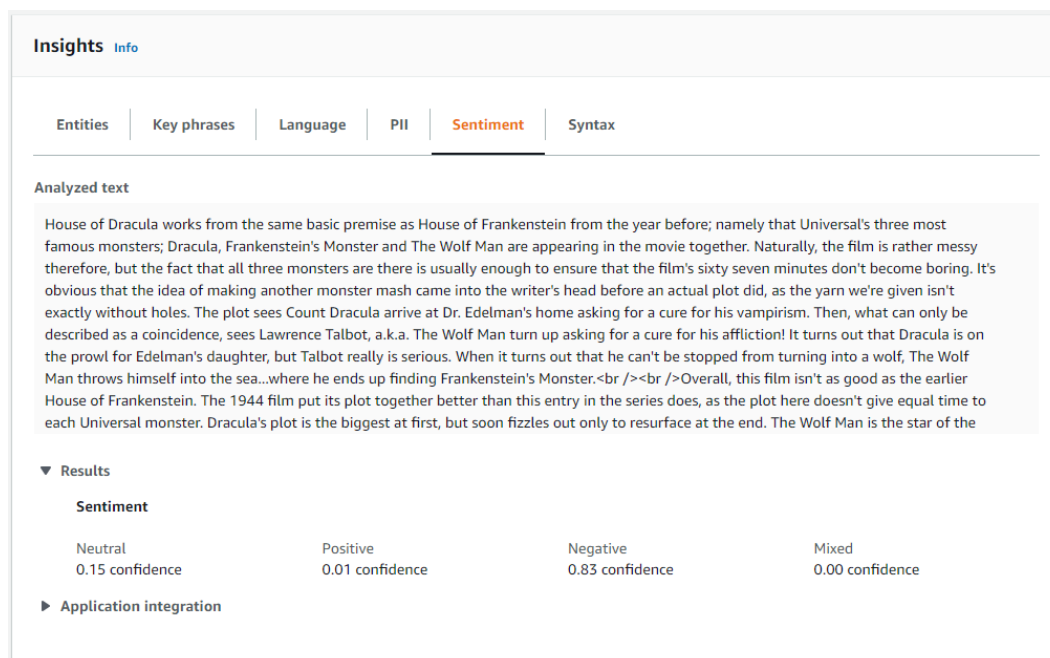 Insights Info
Entities Key phrases Language PII Sentiment Syntax
Analyzed text
House of Dracula works from the same basic premise as House of Frankenstein from the year before; namely that Universal's three most
famous monsters; Dracula, Frankenstein's Monster and The Wolf Man are appearing in the movie together. Naturally, the film is rather messy
therefore, but the fact that all three monsters are there is usually enough to ensure that the film's sixty seven minutes don't become boring. It's
obvious that the idea of making another monster mash came into the writer's head before an actual plot did, as the yarn we're given isn't
exactly without holes. The plot sees Count Dracula arrive at Dr. Edelman's home asking for a cure for his vampirism. Then, what can only be
described as a coincidence, sees Lawrence Talbot, a.k.a. The Wolf Man turn up asking for a cure for his affliction! It turns out that Dracula is on
the prowl for Edelman's daughter, but Talbot really is serious. When it turns out that he can't be stopped from turning into a wolf, The Wolf
Man throws himself into the sea...where he ends up finding Frankenstein's Monster.<br /><br />Overall, this film isn't as good as the earlier
House of Frankenstein. The 1944 film put its plot together better than this entry in the series does, as the plot here doesn't give equal time to
each Universal monster. Dracula's plot is the biggest at first, but soon fizzles out only to resurface at the end. The Wolf Man is the star of the
Results
Sentiment
Neutral Positive Negative Mixed
0.15 confidence 0.01 confidence 0.83 confidence 0.00 confidence
Application integration